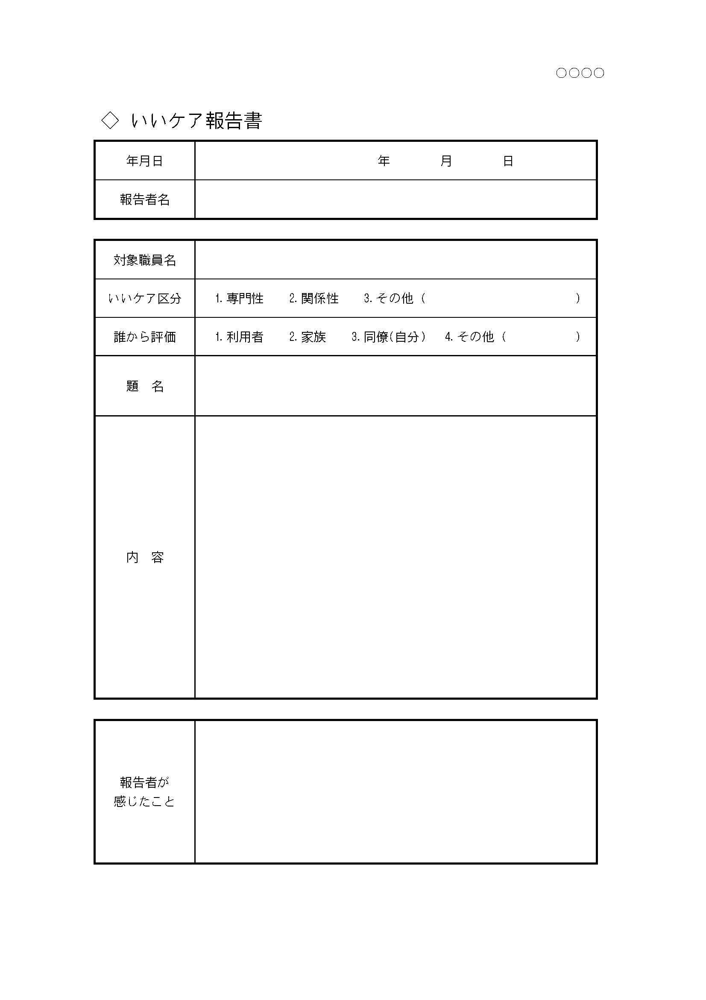 ○○○○
◇ いいケア報告書
年月日 年 月 日
報告者名
対象職員名
いいケア区分 1.専門性 2.関係性 3.その他（ ）
誰から評価 1.利用者 2.家族 3.同僚(自分) 4.その他（ ）
題 名
内 容
報告者が
感じたこと